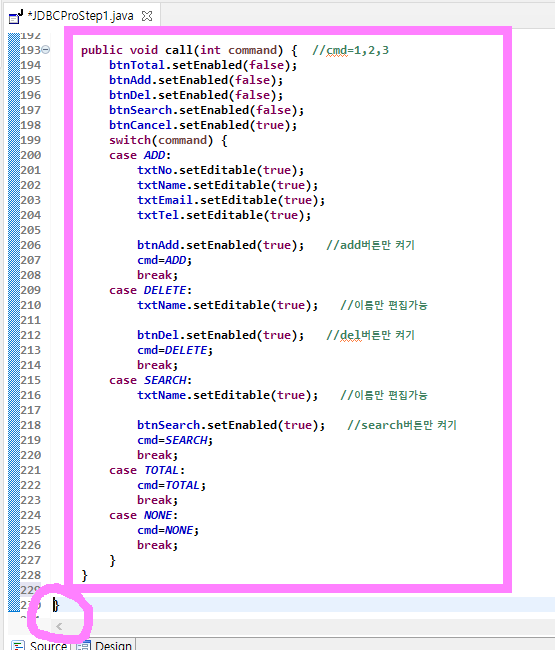 *JDBCProStep1.java
192
193 public void call(int command) {  //cmd=1,2,3
194 btnTotal.setEnabled(false);
195 btnAdd.setEnabled(false);
196 btnDel.setEnabled(false);
197 btnSearch.setEnabled(false);
198 btnCancel.setEnabled(true);
199 switch(command) {
200 case ADD:
201 txtNo.setEditable(true);
202 txtName.setEditable(true);
203 txtEmail.setEditable(true);
204 txtTel.setEditable(true);
205
206 btnAdd.setEnabled(true);   //add버튼만 켜기
207 cmd=ADD;
208 break;
209 case DELETE:
210 txtName.setEditable(true);   //이름만 편집가능
211
212 btnDel.setEnabled(true);   //del버튼만 켜기
213 cmd=DELETE;
214 break;
215 case SEARCH:
216 txtName.setEditable(true);   //이름만 편집가능
217
218 btnSearch.setEnabled(true);   //search버튼만 켜기
219 cmd=SEARCH;
220 break;
221 case TOTAL:
222 cmd=TOTAL;
223 break;
224 case NONE:
225 cmd=NONE;
226 break;
227 }
228 }
229
}
Source Design